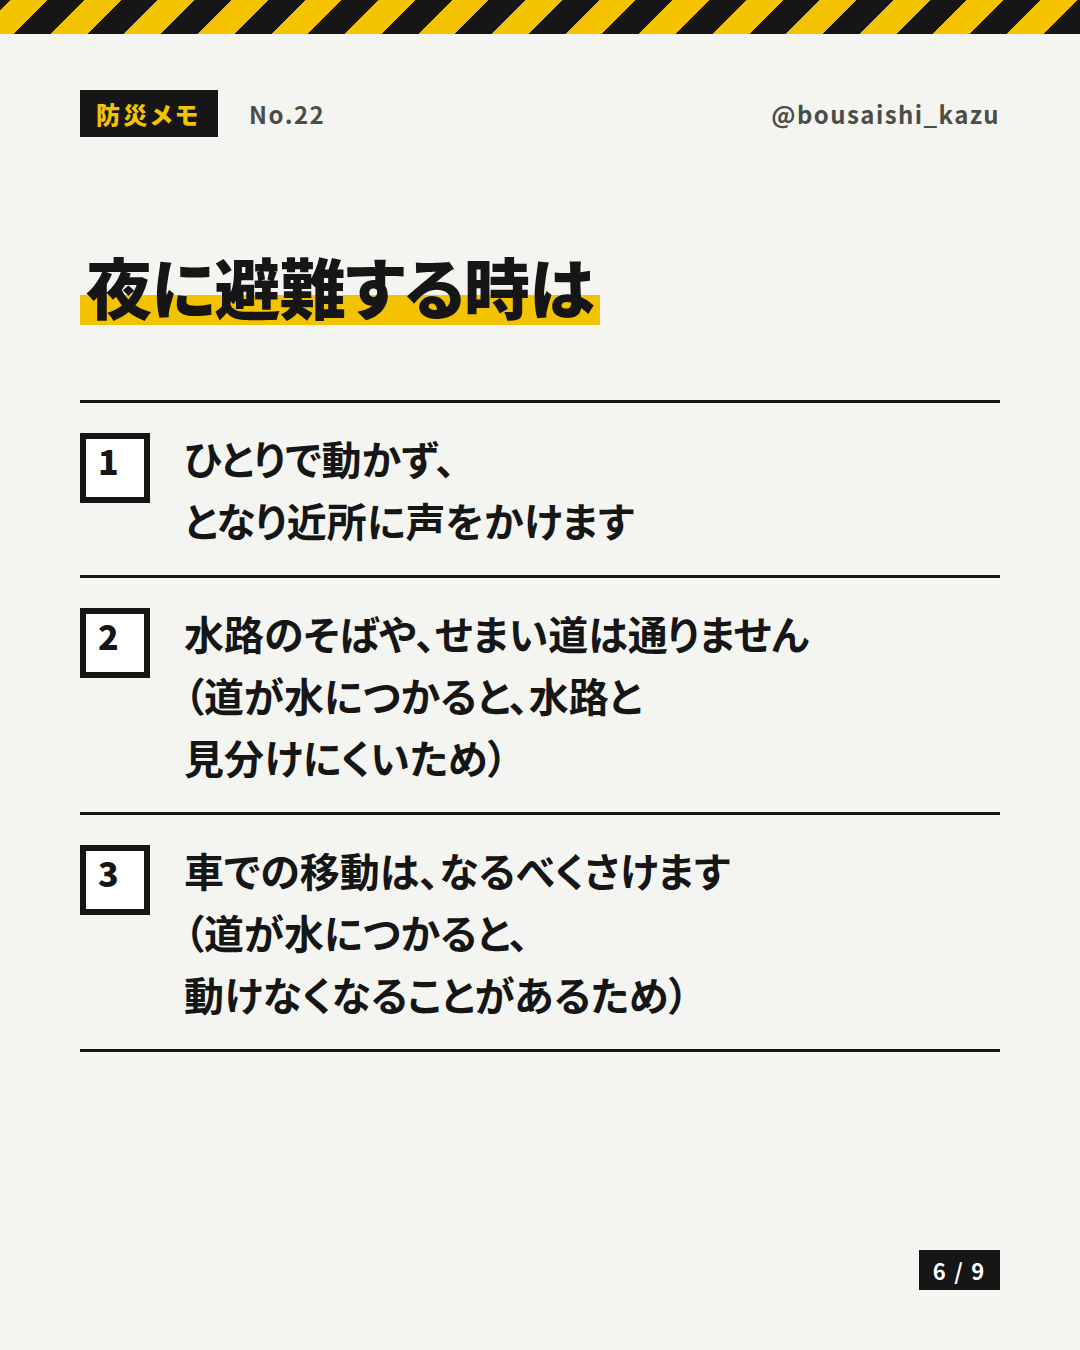 防災メモ No.22 @bousaishi_kazu
夜に避難する時は
1 ひとりで動かず、
となり近所に声をかけます
2 水路のそばや、せまい道は通りません
（道が水につかると、水路と
見分けにくいため）
3 車での移動は、なるべくさけます
（道が水につかると、
動けなくなることがあるため）
6 / 9